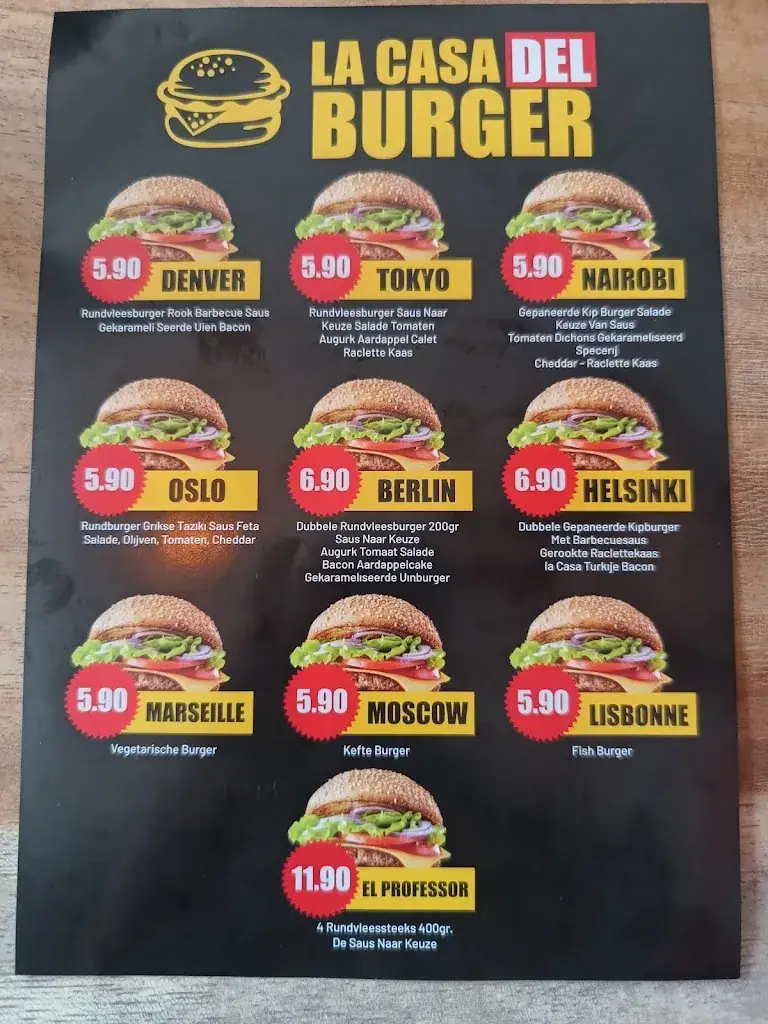 LA CASA DEL
BURGER
5.90 DENVER
Rundvleesburger Rook Barbecue Saus
Gekarameli Seerde Uien Bacon
5.90 TOKYO
Rundvleesburger Saus Naar
Keuze Salade Tomaten
Augurk Aardappel Calet
Raclette Kaas
5.90 NAIROBI
Gepaneerde Kip Burger Salade
Keuze Van Saus
Tomaten Dichons Gekarameliseerd
Specerij
Cheddar - Raclette Kaas
5.90 OSLO
Rundburger Grikse Taziki Saus Feta
Salade, Olijven, Tomaten, Cheddar
6.90 BERLIN
Dubbele Rundvleesburger 200gr
Saus Naar Keuze
Augurk Tomaat Salade
Bacon Aardappelcake
Gekarameliseerde Uinburger
6.90 HELSINKI
Dubbele Gepaneerde Kipburger
Met Barbecuesaus
Gerookte Raclettekaas
la Casa Turkije Bacon
5.90 MARSEILLE
Vegetarische Burger
5.90 MOSCOW
Kefte Burger
5.90 LISBONNE
Fish Burger
11.90 EL PROFESSOR
4 Rundvleessteeks 400gr.
De Saus Naar Keuze